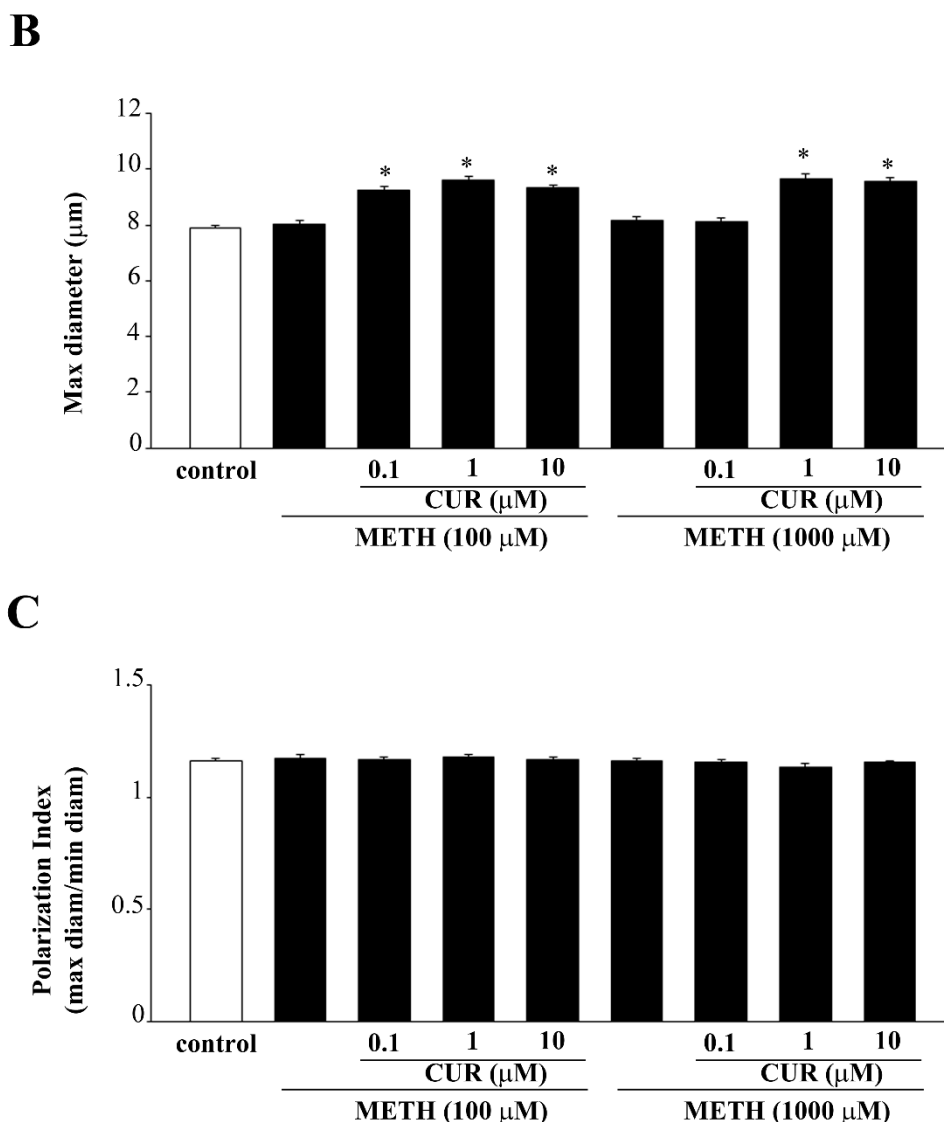 B
12
10
8
6
4
2
0
Max diameter (μm)
* * * * *
control 0.1 1 10 0.1 1 10
CUR (μM) CUR (μM)
METH (100 μM) METH (1000 μM)
C
1.5
1
0.5
0
Polarization Index
(max diam/min diam)
control 0.1 1 10 0.1 1 10
CUR (μM) CUR (μM)
METH (100 μM) METH (1000 μM)